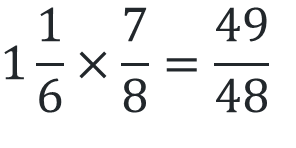 1 1/6 × 7/8 = 49/48